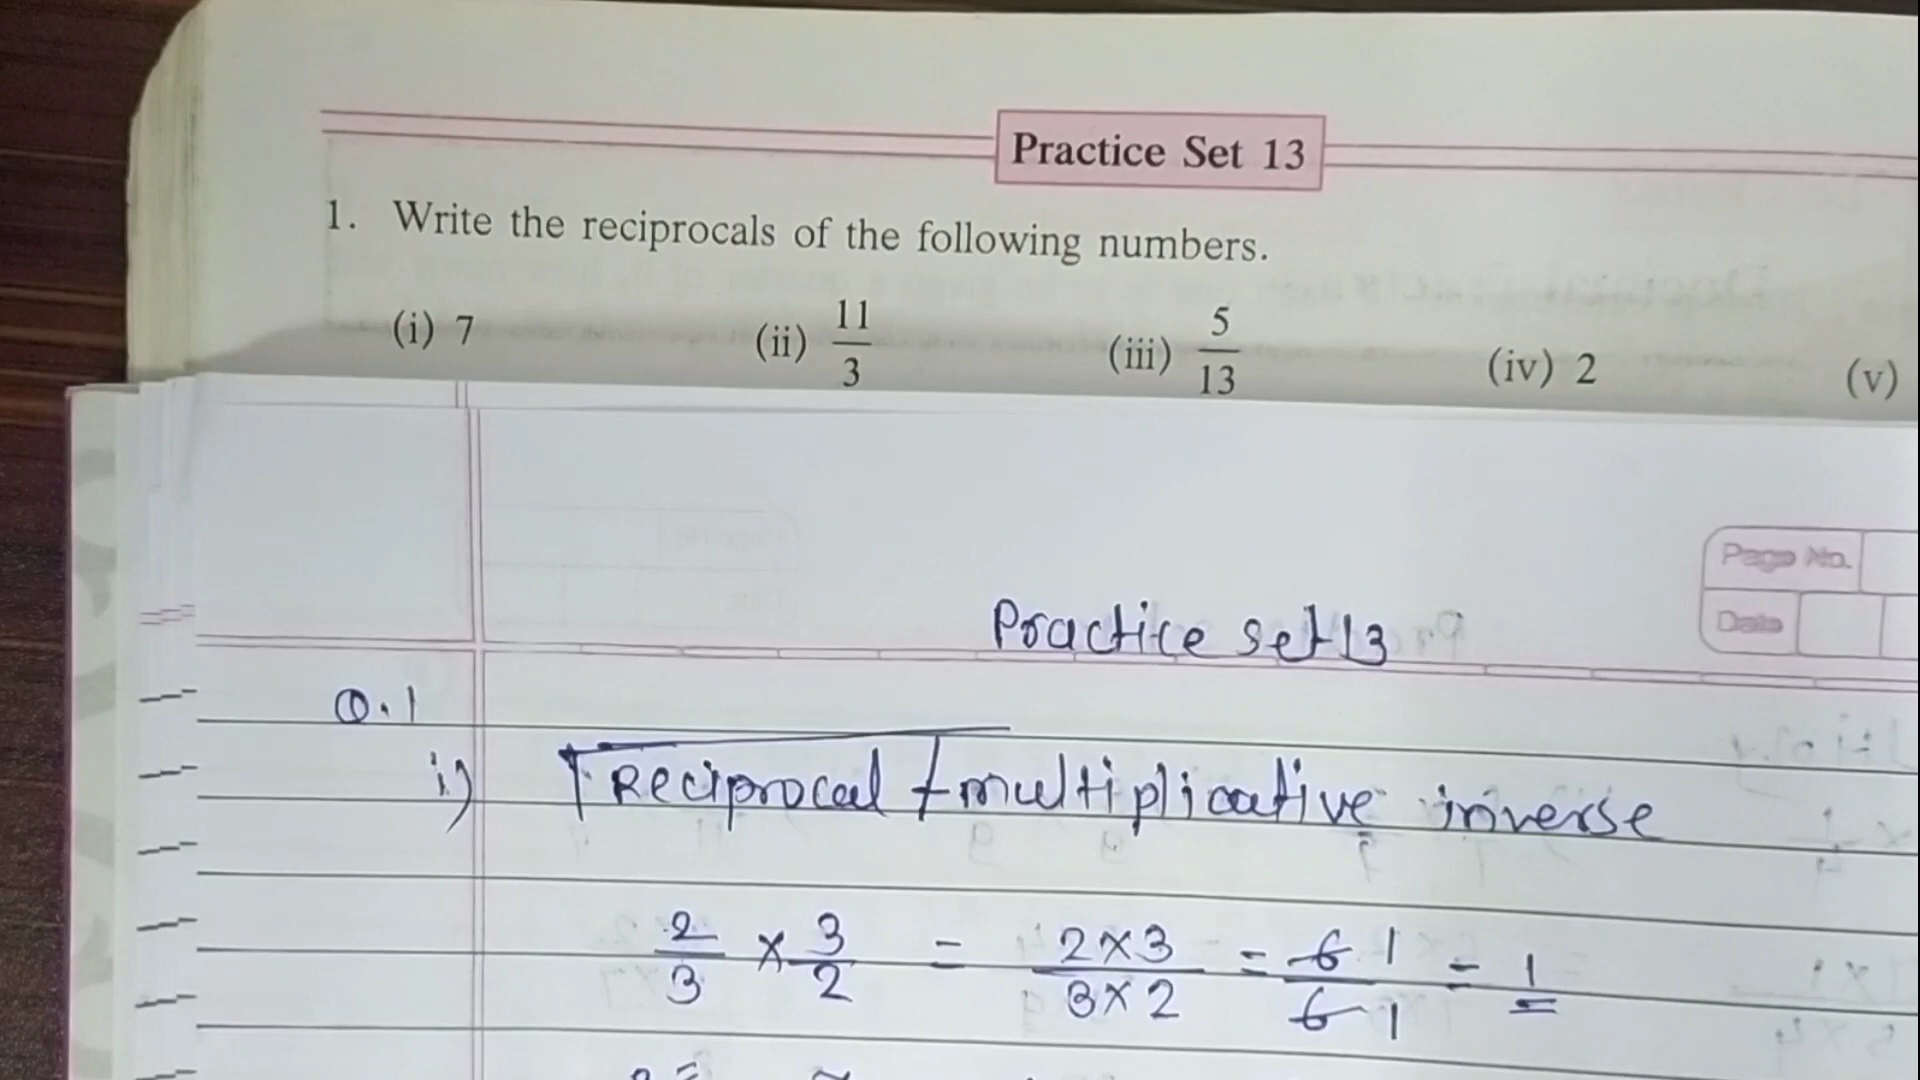 Practice Set 13
1. Write the reciprocals of the following numbers.
(i) 7 (ii) 11/3 (iii) 5/13 (iv) 2 (v)
Page No.
Date
Practice set 13
Q.1
i) Reciprocal / multiplicative inverse
2/3 × 3/2 = 2×3/3×2 = 6 1/6 1 = 1